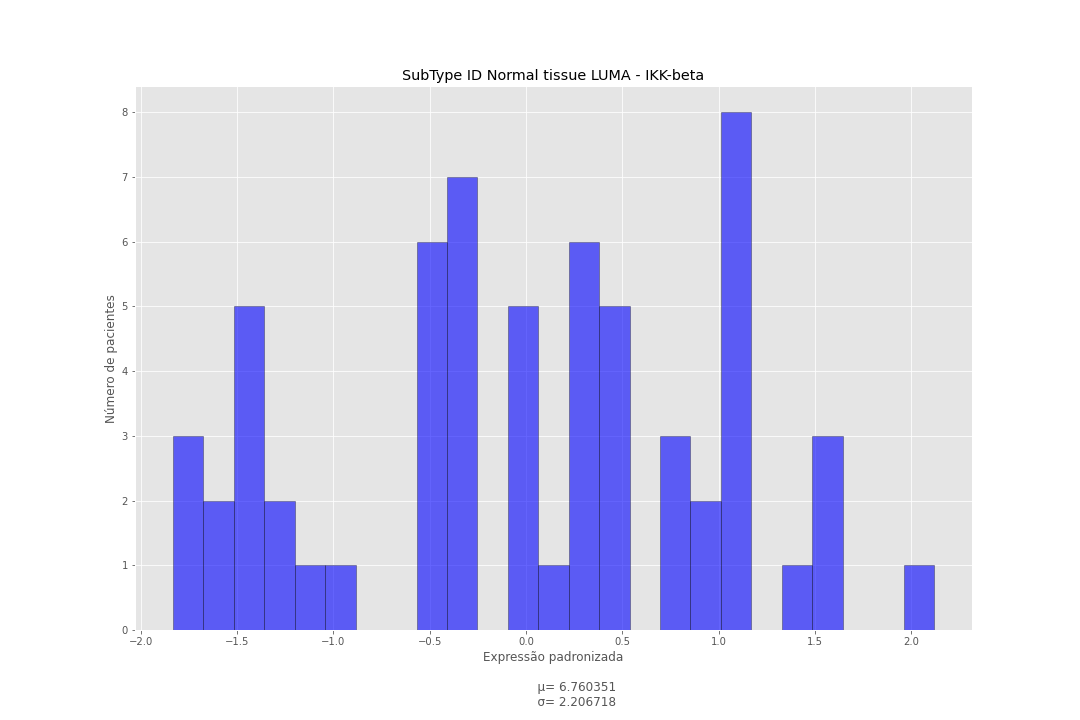 SubType ID Normal tissue LUMA - IKK-beta
8
7
6
5
4
3
2
1
0
Número de pacientes
−2.0 −1.5 −1.0 −0.5 0.0 0.5 1.0 1.5 2.0
Expressão padronizada
μ= 6.760351
σ= 2.206718